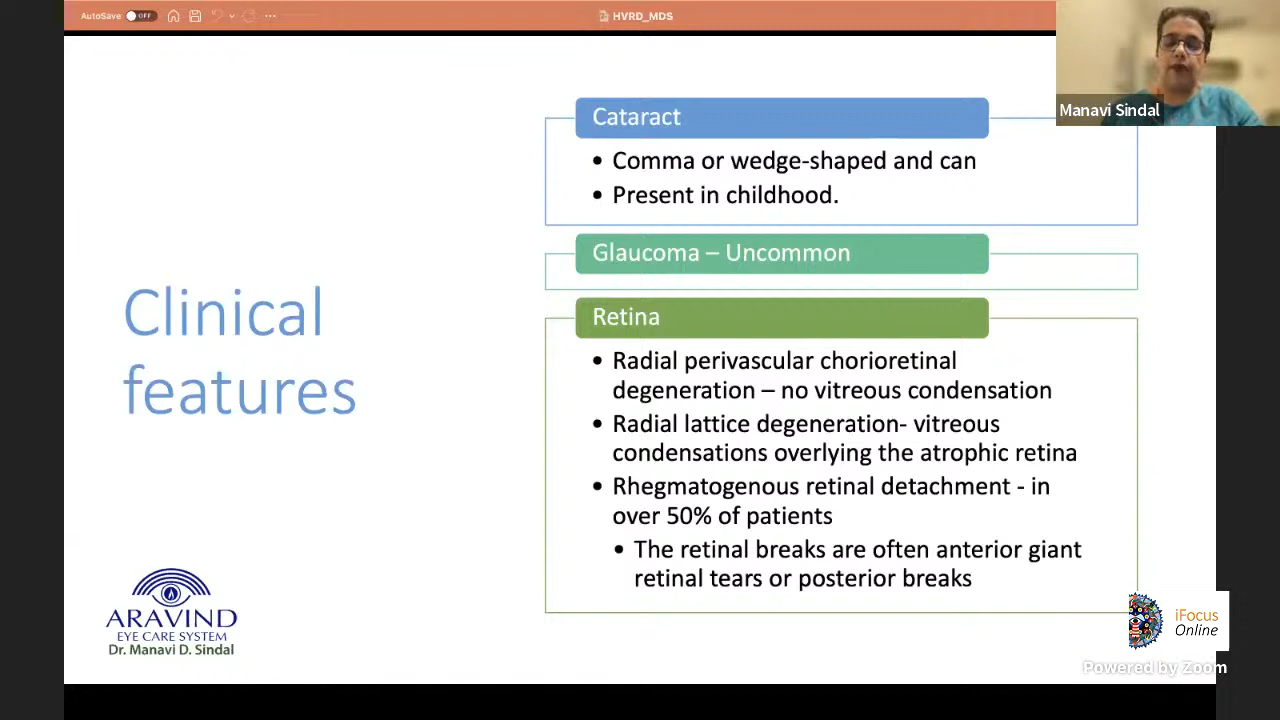 AutoSave OFF
HVRD_MDS
Manavi Sindal
Cataract
• Comma or wedge-shaped and can
• Present in childhood.
Glaucoma – Uncommon
Clinical
features
Retina
• Radial perivascular chorioretinal
degeneration – no vitreous condensation
• Radial lattice degeneration- vitreous
condensations overlying the atrophic retina
• Rhegmatogenous retinal detachment - in
over 50% of patients
• The retinal breaks are often anterior giant
retinal tears or posterior breaks
ARAVIND
EYE CARE SYSTEM
Dr. Manavi D. Sindal
iFocus
Online
Powered by Zoom